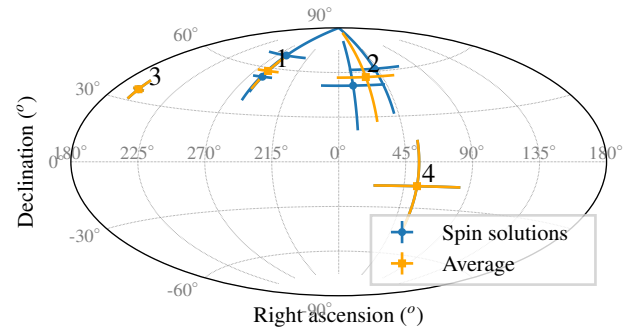 90°
60°
1
2
3
30°
Declination (°)
0°
180° 225° 270° 215° 0° 45° 90° 135° 180°
4
-30°
Spin solutions
Average
-60°
-90°
Right ascension (°)